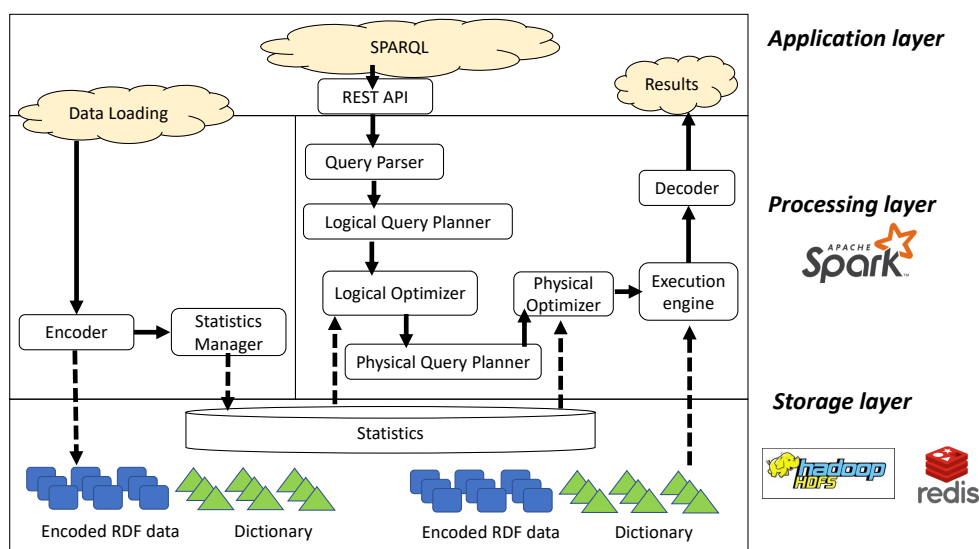 SPARQL
Application layer
REST API
Results
Data Loading
Query Parser
Decoder
Logical Query Planner
Processing layer
APACHE
Spark
TM
Logical Optimizer
Physical
Optimizer
Execution
engine
Encoder
Statistics
Manager
Physical Query Planner
Storage layer
Statistics
hadoop
HDFS
redis
Encoded RDF data
Dictionary
Encoded RDF data
Dictionary